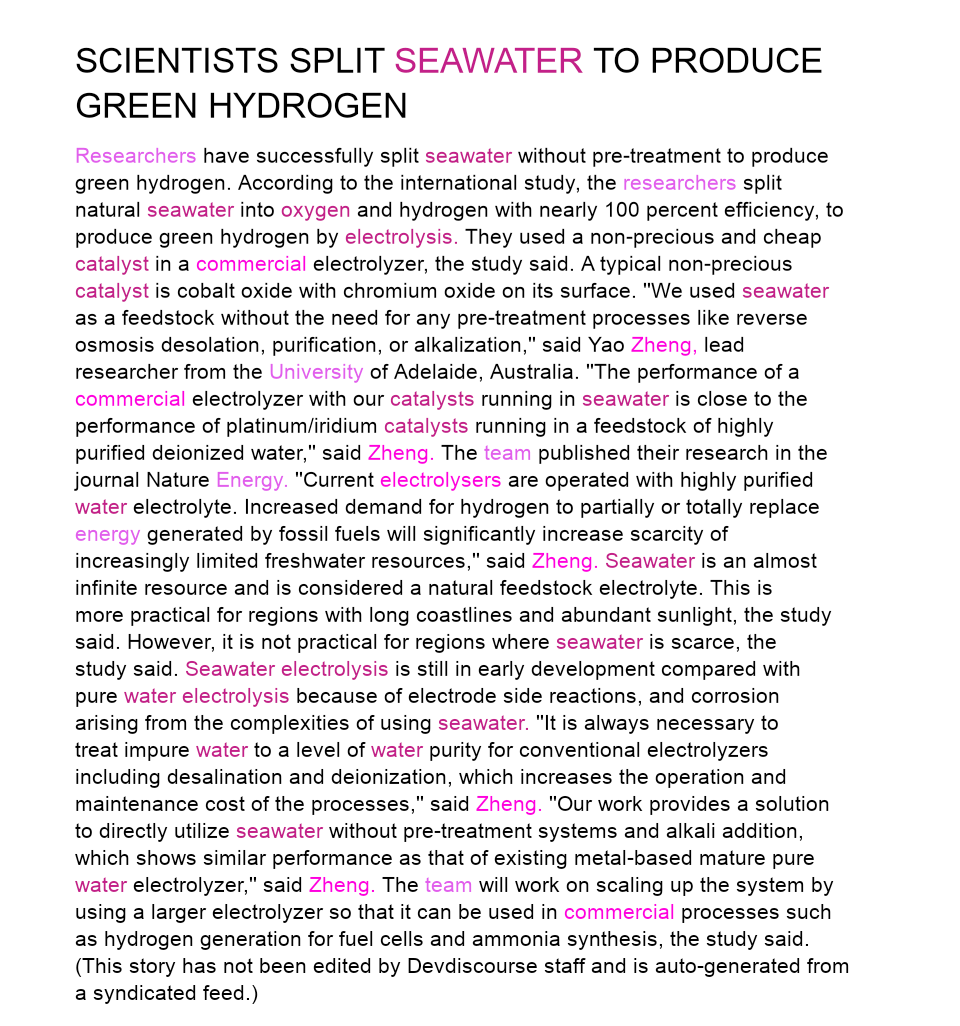 SCIENTISTS SPLIT SEAWATER TO PRODUCE
GREEN HYDROGEN
Researchers have successfully split seawater without pre-treatment to produce
green hydrogen. According to the international study, the researchers split
natural seawater into oxygen and hydrogen with nearly 100 percent efficiency, to
produce green hydrogen by electrolysis. They used a non-precious and cheap
catalyst in a commercial electrolyzer, the study said. A typical non-precious
catalyst is cobalt oxide with chromium oxide on its surface. "We used seawater
as a feedstock without the need for any pre-treatment processes like reverse
osmosis desolation, purification, or alkalization," said Yao Zheng, lead
researcher from the University of Adelaide, Australia. "The performance of a
commercial electrolyzer with our catalysts running in seawater is close to the
performance of platinum/iridium catalysts running in a feedstock of highly
purified deionized water," said Zheng. The team published their research in the
journal Nature Energy. "Current electrolysers are operated with highly purified
water electrolyte. Increased demand for hydrogen to partially or totally replace
energy generated by fossil fuels will significantly increase scarcity of
increasingly limited freshwater resources," said Zheng. Seawater is an almost
infinite resource and is considered a natural feedstock electrolyte. This is
more practical for regions with long coastlines and abundant sunlight, the study
said. However, it is not practical for regions where seawater is scarce, the
study said. Seawater electrolysis is still in early development compared with
pure water electrolysis because of electrode side reactions, and corrosion
arising from the complexities of using seawater. "It is always necessary to
treat impure water to a level of water purity for conventional electrolyzers
including desalination and deionization, which increases the operation and
maintenance cost of the processes," said Zheng. "Our work provides a solution
to directly utilize seawater without pre-treatment systems and alkali addition,
which shows similar performance as that of existing metal-based mature pure
water electrolyzer," said Zheng. The team will work on scaling up the system by
using a larger electrolyzer so that it can be used in commercial processes such
as hydrogen generation for fuel cells and ammonia synthesis, the study said.
(This story has not been edited by Devdiscourse staff and is auto-generated from
a syndicated feed.)